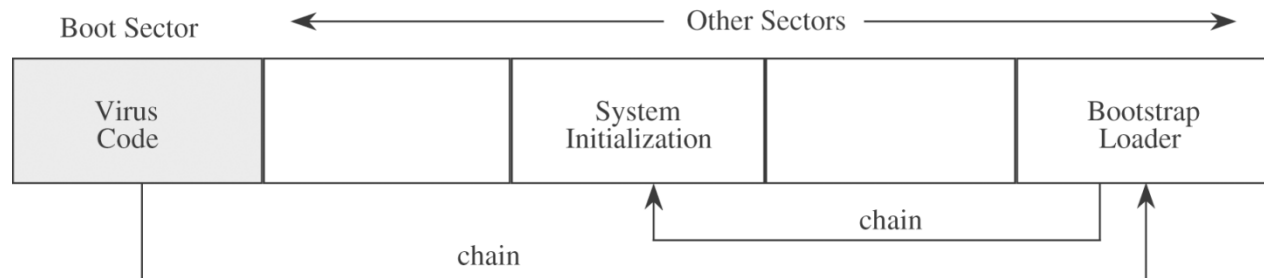 Boot Sector
Other Sectors
Virus
Code
System
Initialization
Bootstrap
Loader
chain
chain